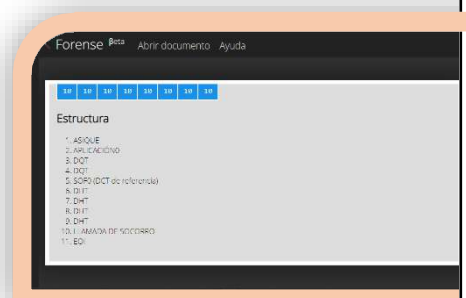 Forense Beta Abrir documento Ayuda
10 10 10 10 10 10 10 10
Estructura
1. ASIQUE
2. APLICACIÓN0
3. DQT
4. DQT
5. SOF0 (DCT de referencia)
6. DHT
7. DHT
8. DHT
9. DHT
10. LLAMADA DE SOCORRO
11. EOI